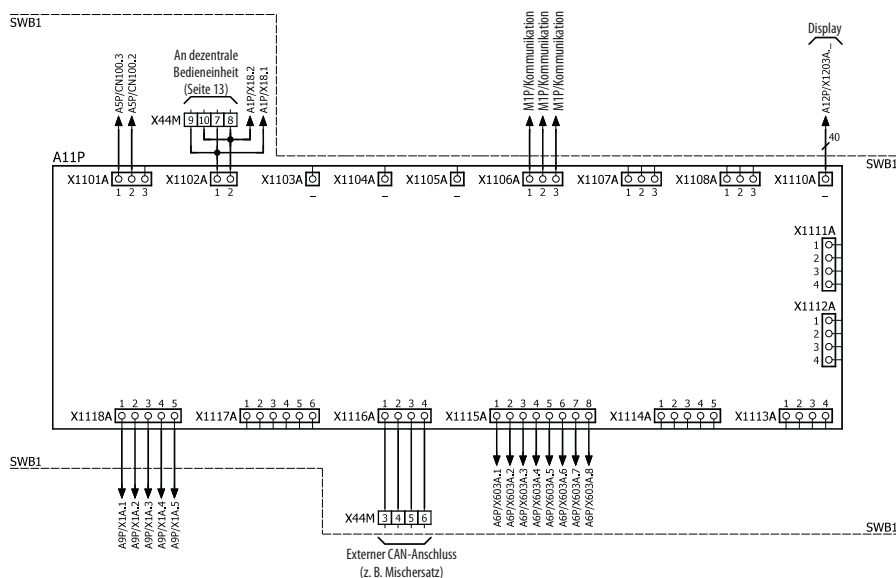 SWB1
A5P/CN100.3
A5P/CN100.2
An dezentrale
Bedieneinheit
(Seite 13)
A1P/X18.2
A1P/X18.1
M1P/Kommunikation
M1P/Kommunikation
M1P/Kommunikation
Display
A12P/X1203A._
40
X44M 9 10 7 8
SWB1
A11P
X1101A 1 2 3
X1102A 1 2
X1103A –
X1104A –
X1105A –
X1106A 1 2 3
X1107A 1 2 3
X1108A 1 2 3
X1110A –
X1111A
1
2
3
4
X1112A
1
2
3
4
X1118A 1 2 3 4 5
X1117A 1 2 3 4 5 6
X1116A 1 2 3 4
X1115A 1 2 3 4 5 6 7 8
X1114A 1 2 3 4 5
X1113A 1 2 3 4
SWB1
A9P/X1A.1
A9P/X1A.2
A9P/X1A.3
A9P/X1A.4
A9P/X1A.5
A6P/X603A.1
A6P/X603A.2
A6P/X603A.3
A6P/X603A.4
A6P/X603A.5
A6P/X603A.6
A6P/X603A.7
A6P/X603A.8
X44M 3 4 5 6
SWB1
Externer CAN-Anschluss
(z. B. Mischersatz)